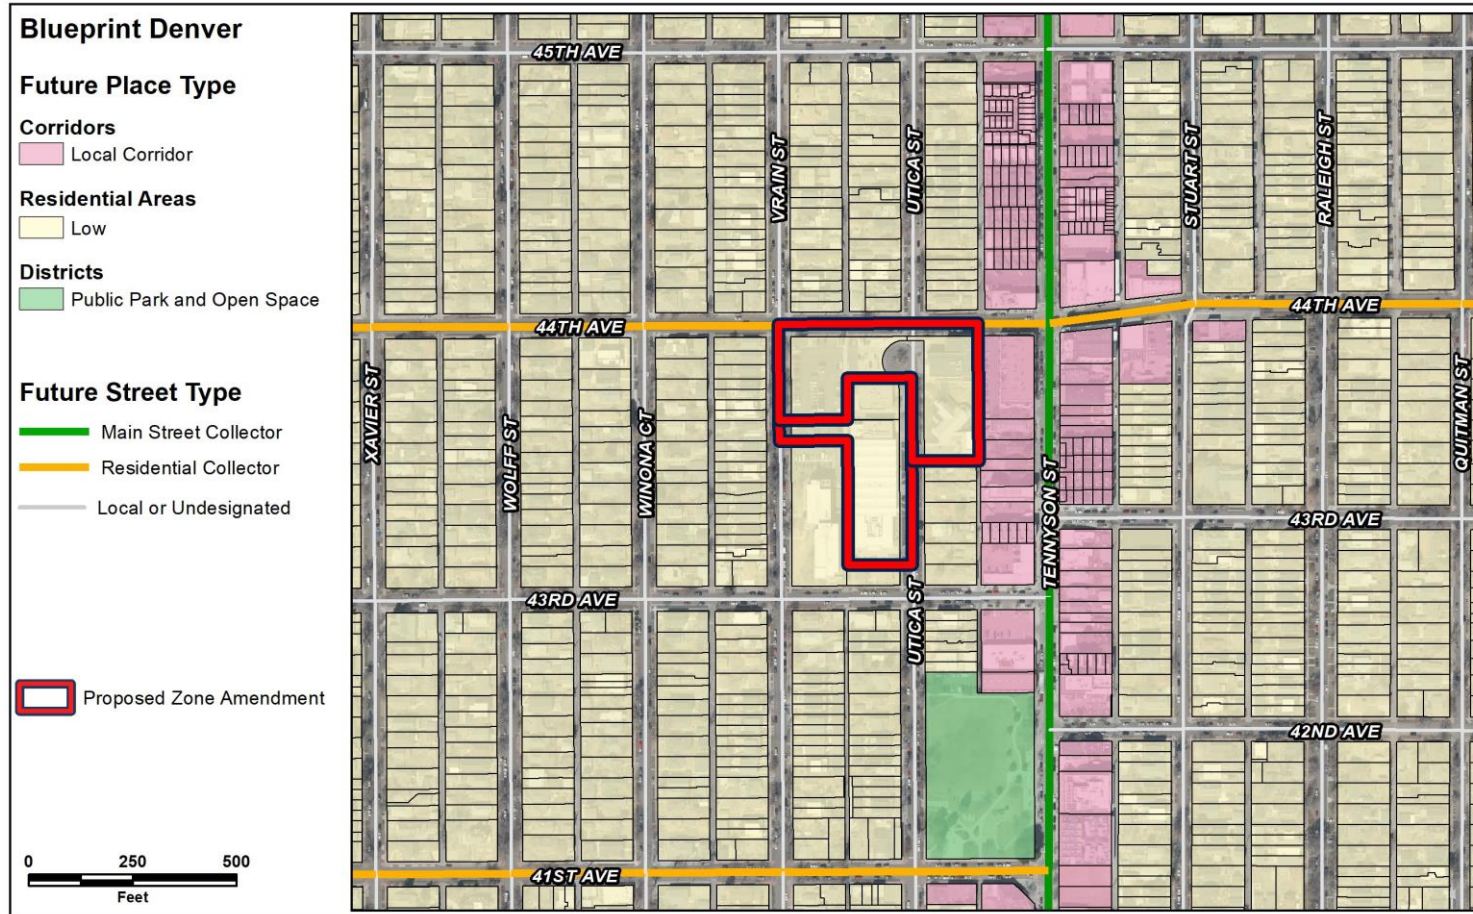 Blueprint Denver
Future Place Type
Corridors
Local Corridor
Residential Areas
Low
Districts
Public Park and Open Space
Future Street Type
Main Street Collector
Residential Collector
Local or Undesignated
Proposed Zone Amendment
0 250 500
Feet
45TH AVE
VRAIN ST
UTICA ST
STUART ST
RALEIGH ST
44TH AVE
44TH AVE
XAVIER ST
WOLFF ST
WINONA CT
TENNYSON ST
QUITMAN ST
43RD AVE
43RD AVE
UTICA ST
42ND AVE
41ST AVE